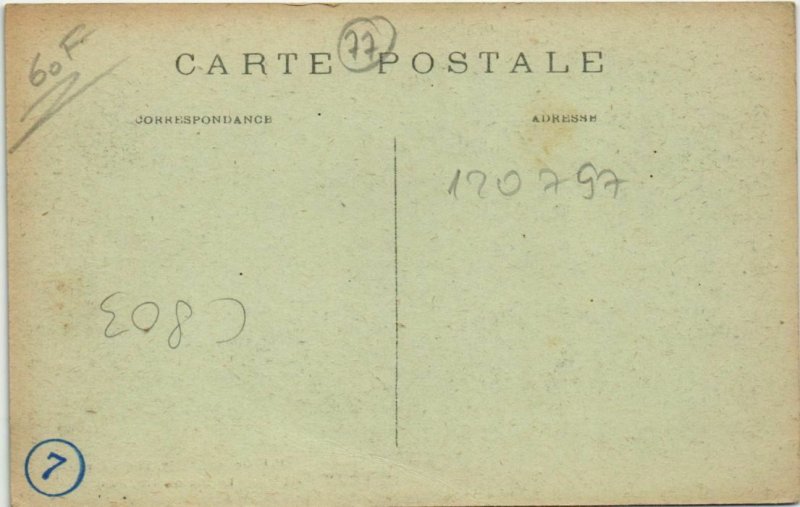 60F
77
CARTE POSTALE
CORRESPONDANCE
ADRESSE
120797
C803
7